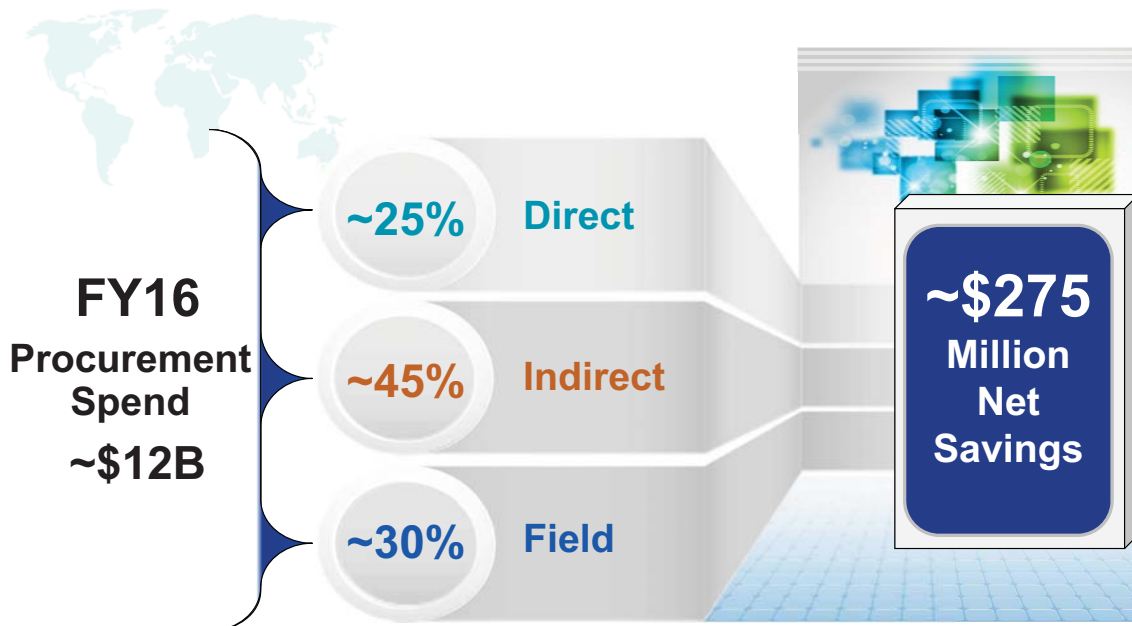 FY16
Procurement
Spend
~$12B
~25%
Direct
~45%
Indirect
~30%
Field
~$275
Million
Net
Savings